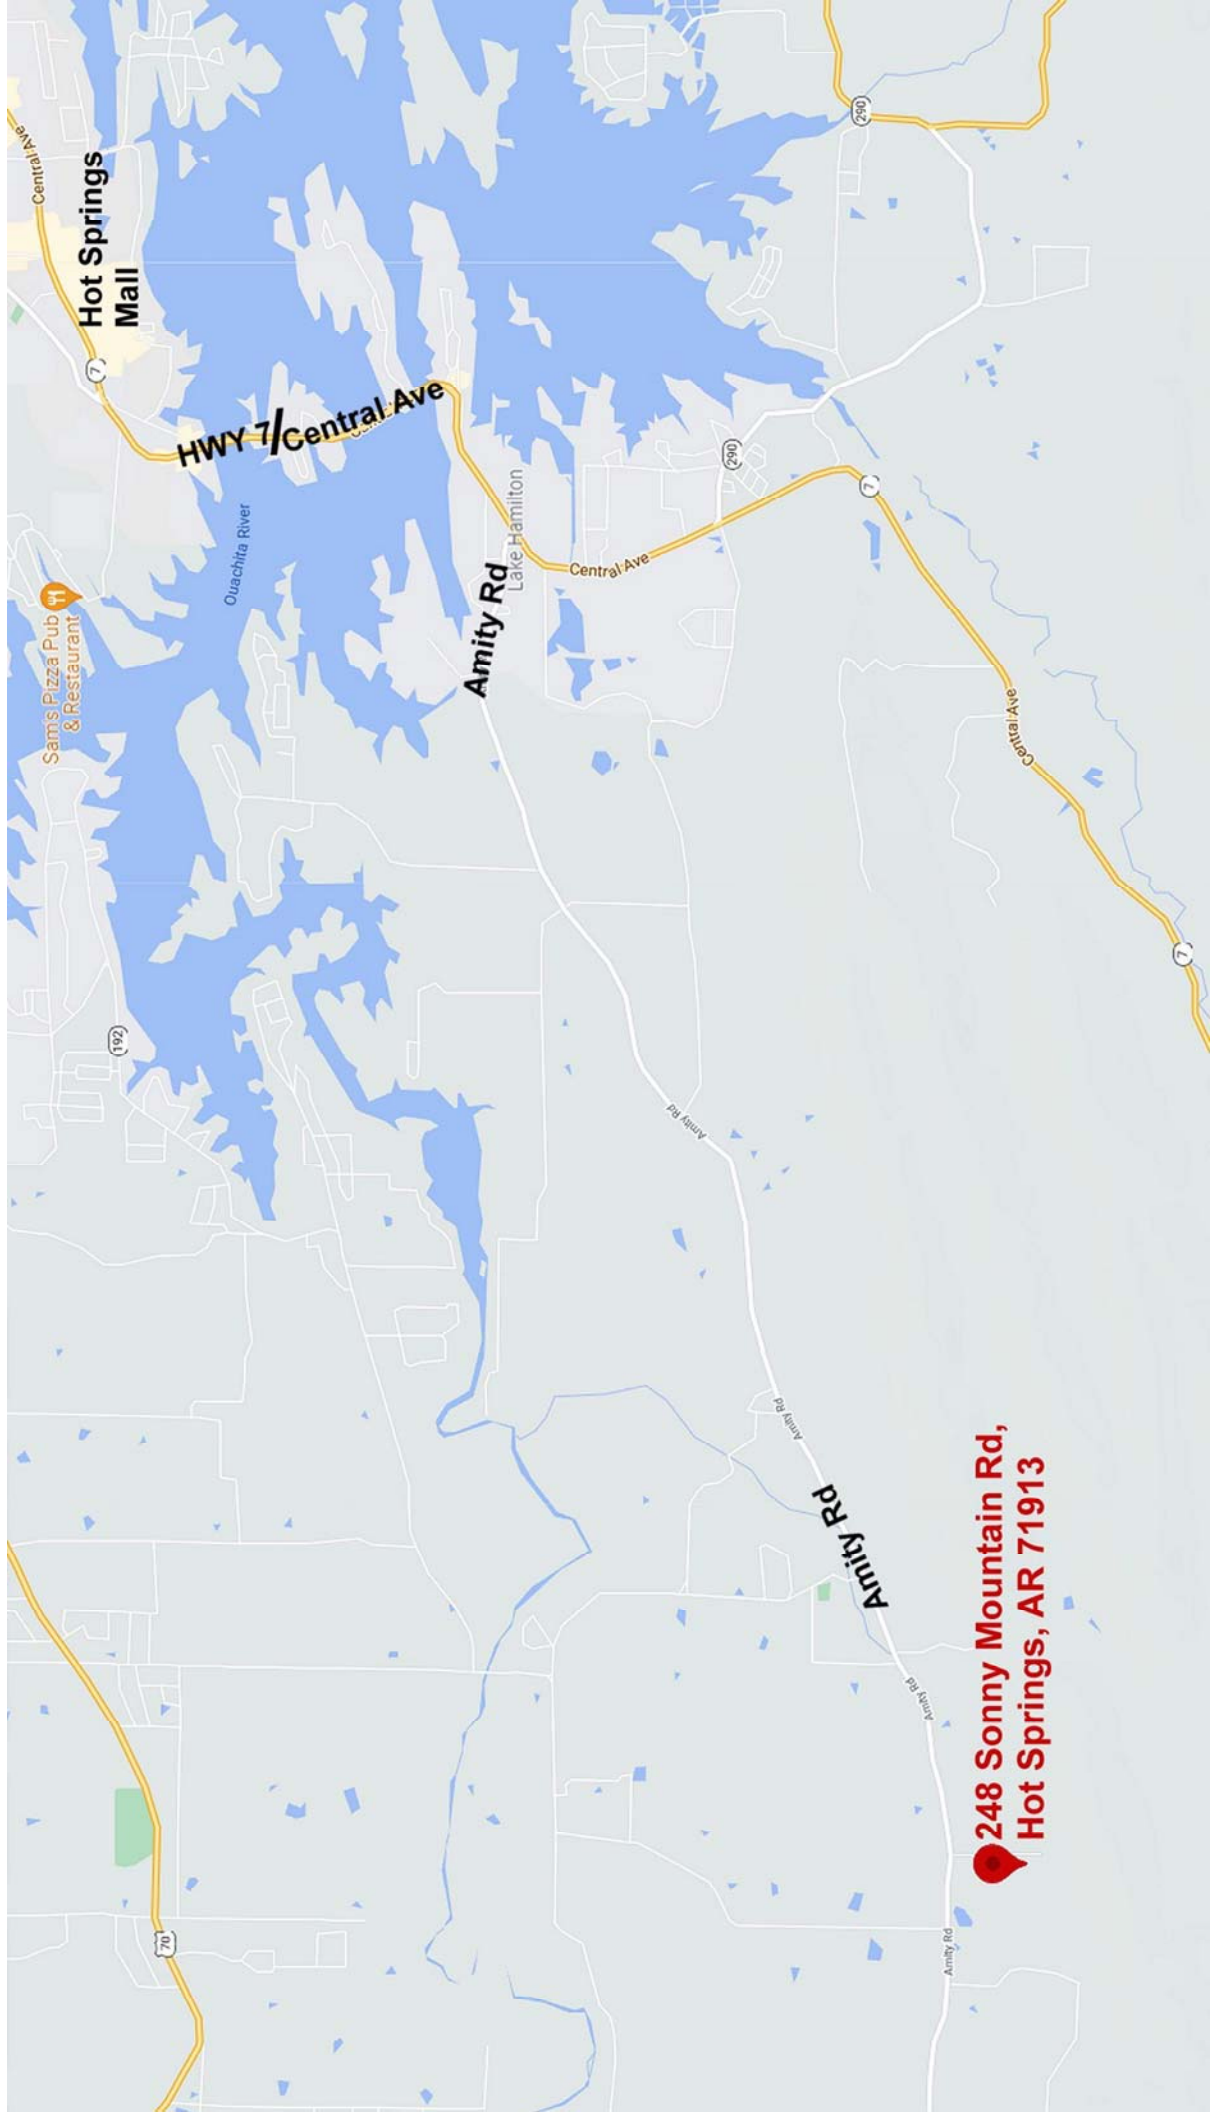 Central Ave
Sam's Pizza Pub
& Restaurant
Hot Springs
Mall
7
192
70
Ouachita River
HWY 7/Central Ave
Amity Rd
Lake Hamilton
Central Ave
Amity Rd
290
Amity Rd
Amity Rd
290
7
Amity Rd
Amity Rd
248 Sonny Mountain Rd,
Hot Springs, AR 71913
Central Ave
7